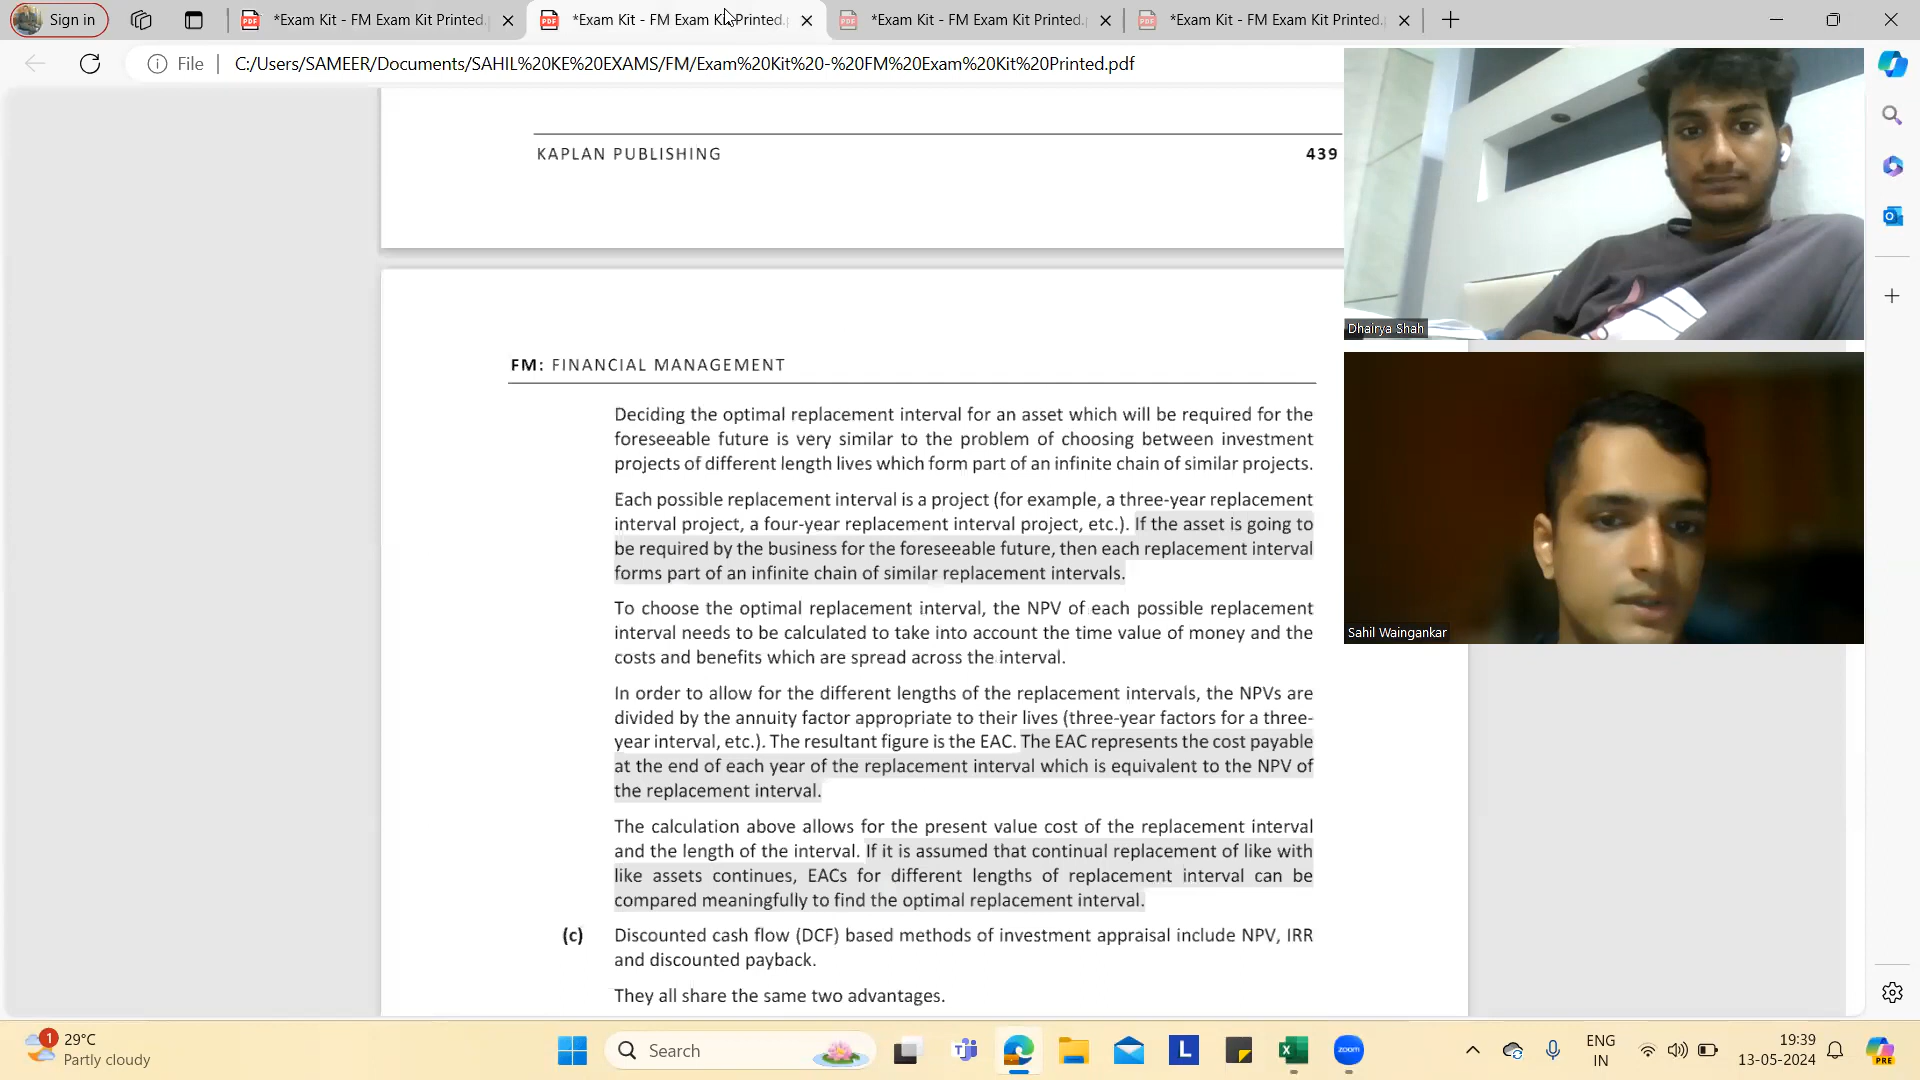 Sign in
*Exam Kit - FM Exam Kit Printed.
*Exam Kit - FM Exam Kit Printed.
*Exam Kit - FM Exam Kit Printed.
*Exam Kit - FM Exam Kit Printed.
File
C:/Users/SAMEER/Documents/SAHIL%20KE%20EXAMS/FM/Exam%20Kit%20-%20FM%20Exam%20Kit%20Printed.pdf
KAPLAN PUBLISHING 439
Dhairya Shah
FM: FINANCIAL MANAGEMENT
Deciding the optimal replacement interval for an asset which will be required for the
foreseeable future is very similar to the problem of choosing between investment
projects of different length lives which form part of an infinite chain of similar projects.
Each possible replacement interval is a project (for example, a three-year replacement
interval project, a four-year replacement interval project, etc.). If the asset is going to
be required by the business for the foreseeable future, then each replacement interval
forms part of an infinite chain of similar replacement intervals.
To choose the optimal replacement interval, the NPV of each possible replacement
interval needs to be calculated to take into account the time value of money and the
costs and benefits which are spread across the interval.
Sahil Waingankar
In order to allow for the different lengths of the replacement intervals, the NPVs are
divided by the annuity factor appropriate to their lives (three-year factors for a three-
year interval, etc.). The resultant figure is the EAC. The EAC represents the cost payable
at the end of each year of the replacement interval which is equivalent to the NPV of
the replacement interval.
The calculation above allows for the present value cost of the replacement interval
and the length of the interval. If it is assumed that continual replacement of like with
like assets continues, EACs for different lengths of replacement interval can be
compared meaningfully to find the optimal replacement interval.
(c) Discounted cash flow (DCF) based methods of investment appraisal include NPV, IRR
and discounted payback.
They all share the same two advantages.
1
29°C
Partly cloudy
Search
L
zoom
ENG
IN
19:39
13-05-2024
PRE